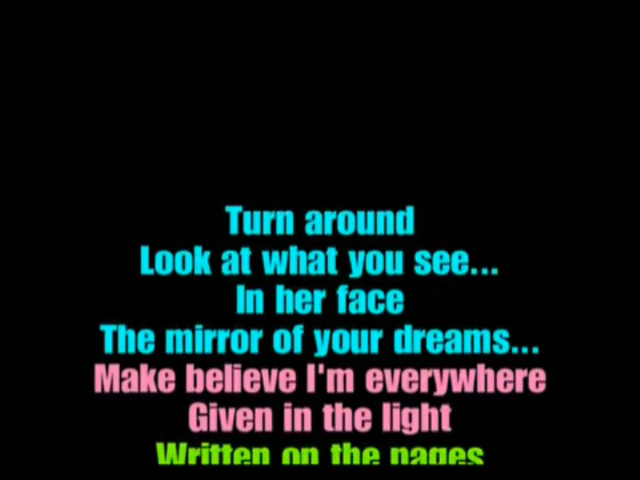 Turn around
Look at what you see...
In her face
The mirror of your dreams...
Make believe I'm everywhere
Given in the light
Written on the pages